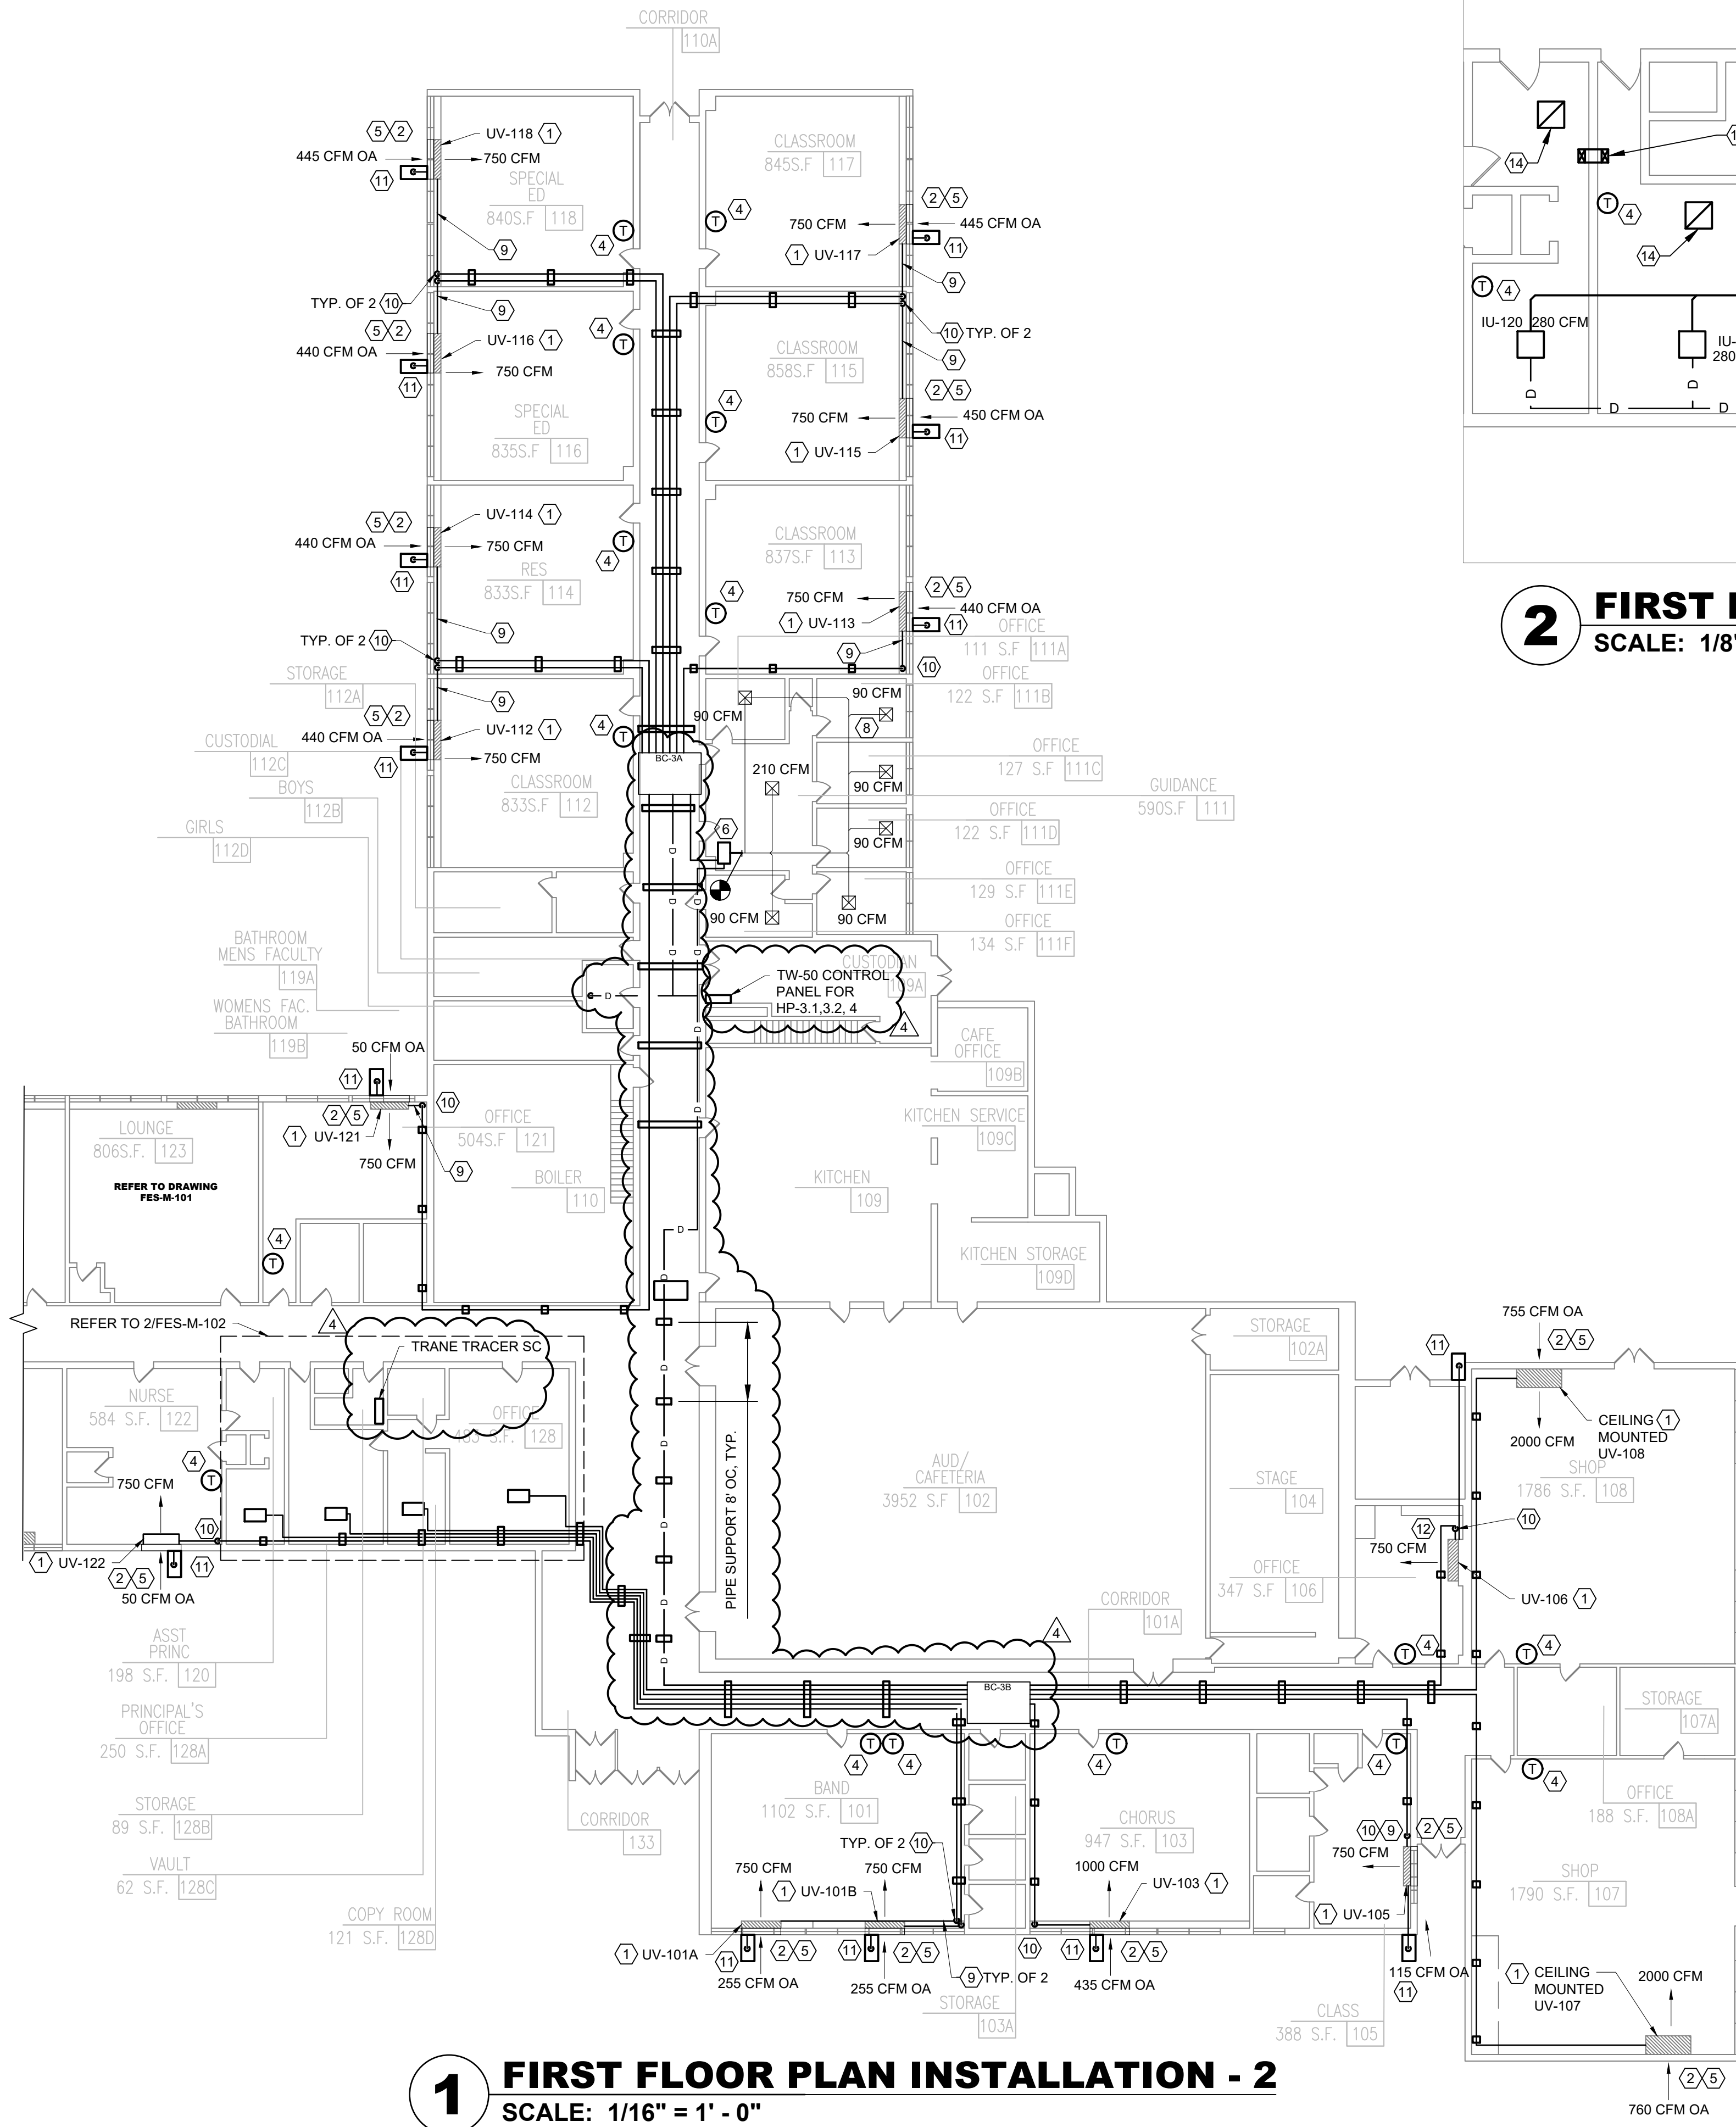 CORRIDOR
110A
5 2
UV-118 1
445 CFM OA
750 CFM
11
SPECIAL
ED
840S.F 118
CLASSROOM
845S.F 117
4
T
T
4
2 5
750 CFM
445 CFM OA
1 UV-117
11
9
9
TYP. OF 2 10
9
10 TYP. OF 2
5 2
UV-116 1
4
T
440 CFM OA
750 CFM
11
CLASSROOM
858S.F 115
9
2 5
SPECIAL
ED
835S.F 116
4
T
750 CFM
450 CFM OA
1 UV-115
11
5 2
UV-114 1
440 CFM OA
750 CFM
T
4
11
RES
833S.F 114
CLASSROOM
837S.F 113
4
T
750 CFM
2 5
440 CFM OA
1 UV-113
11
9
TYP. OF 2 10
9
10
OFFICE
111 S.F 111A
OFFICE
122 S.F 111B
STORAGE
112A
9
5 2
UV-112 1
4
T
440 CFM OA
750 CFM
11
90 CFM
90 CFM
8
BC-3A
CUSTODIAL
112C
BOYS
112B
GIRLS
112D
CLASSROOM
833S.F 112
210 CFM
90 CFM
OFFICE
127 S.F 111C
GUIDANCE
590S.F 111
OFFICE
122 S.F 111D
6
90 CFM
D
OFFICE
129 S.F 111E
D
D
90 CFM
90 CFM
OFFICE
134 S.F 111F
BATHROOM
MENS FACULTY
119A
WOMENS FAC.
BATHROOM
119B
D
D
D
CUSTODIAN
109A
TW-50 CONTROL
PANEL FOR
HP-3.1,3.2, 4
4
D
CAFE
OFFICE
109B
50 CFM OA
11
2 5
10
1 UV-121
750 CFM
9
OFFICE
504S.F 121
D
KITCHEN SERVICE
109C
LOUNGE
806S.F. 123
REFER TO DRAWING
FES-M-101
BOILER
110
KITCHEN
109
4
T
D
KITCHEN STORAGE
109D
D
REFER TO 2/FES-M-102
4
TRANE TRACER SC
STORAGE
102A
755 CFM OA
2 5
11
D
NURSE
584 S.F. 122
OFFICE
485 S.F. 128
4
T
750 CFM
10
1 UV-122
2 5
11
50 CFM OA
D
PIPE SUPPORT 8' OC, TYP.
D
D
D
AUD/
CAFETERIA
3952 S.F 102
STAGE
104
2000 CFM
CEILING 1
MOUNTED
UV-108
SHOP
1786 S.F. 108
12
10
750 CFM
OFFICE
347 S.F 106
UV-106 1
CORRIDOR
101A
4
ASST
PRINC
198 S.F. 120
T 4
T 4
PRINCIPAL'S
OFFICE
250 S.F. 128A
BC-3B
STORAGE
107A
T T
4 4
T
4
T
4
T
4
STORAGE
89 S.F. 128B
CORRIDOR
133
BAND
1102 S.F. 101
CHORUS
947 S.F. 103
OFFICE
188 S.F. 108A
VAULT
62 S.F. 128C
TYP. OF 2 10
10 9
2 5
750 CFM
750 CFM
750 CFM
1000 CFM
1 UV-101B
UV-103 1
1 UV-105
SHOP
1790 S.F. 107
COPY ROOM
121 S.F. 128D
1 UV-101A
11
2 5
11
2 5
10
11
2 5
255 CFM OA
255 CFM OA
9 TYP. OF 2
435 CFM OA
115 CFM OA
11
1 CEILING
MOUNTED
UV-107
2000 CFM
STORAGE
103A
CLASS
388 S.F. 105
2 5
760 CFM OA
1 FIRST FLOOR PLAN INSTALLATION - 2
SCALE: 1/16" = 1' - 0"
14
T 4
14
T 4
IU-120 280 CFM
IU-
280
D
D
D
D
2 FIRST
SCALE: 1/8"